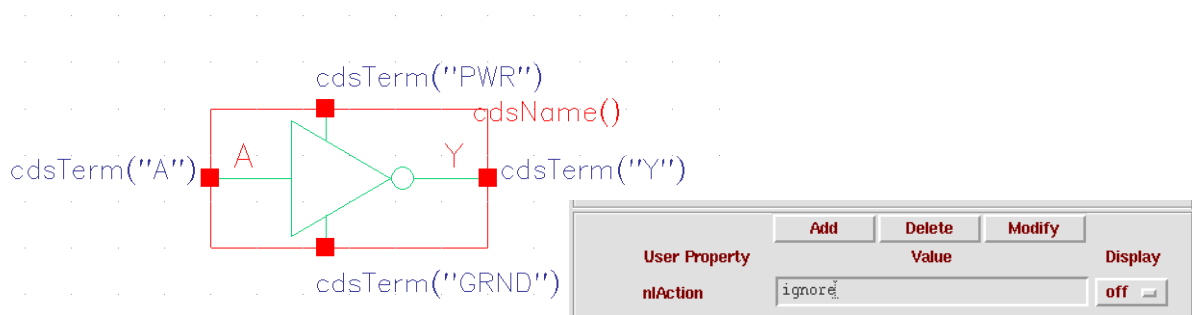 cdsTerm("PWR")
cdsName()
A
Y
cdsTerm("A")
cdsTerm("Y")
cdsTerm("GRND")
Add Delete Modify
User Property Value Display
nlAction ignore off